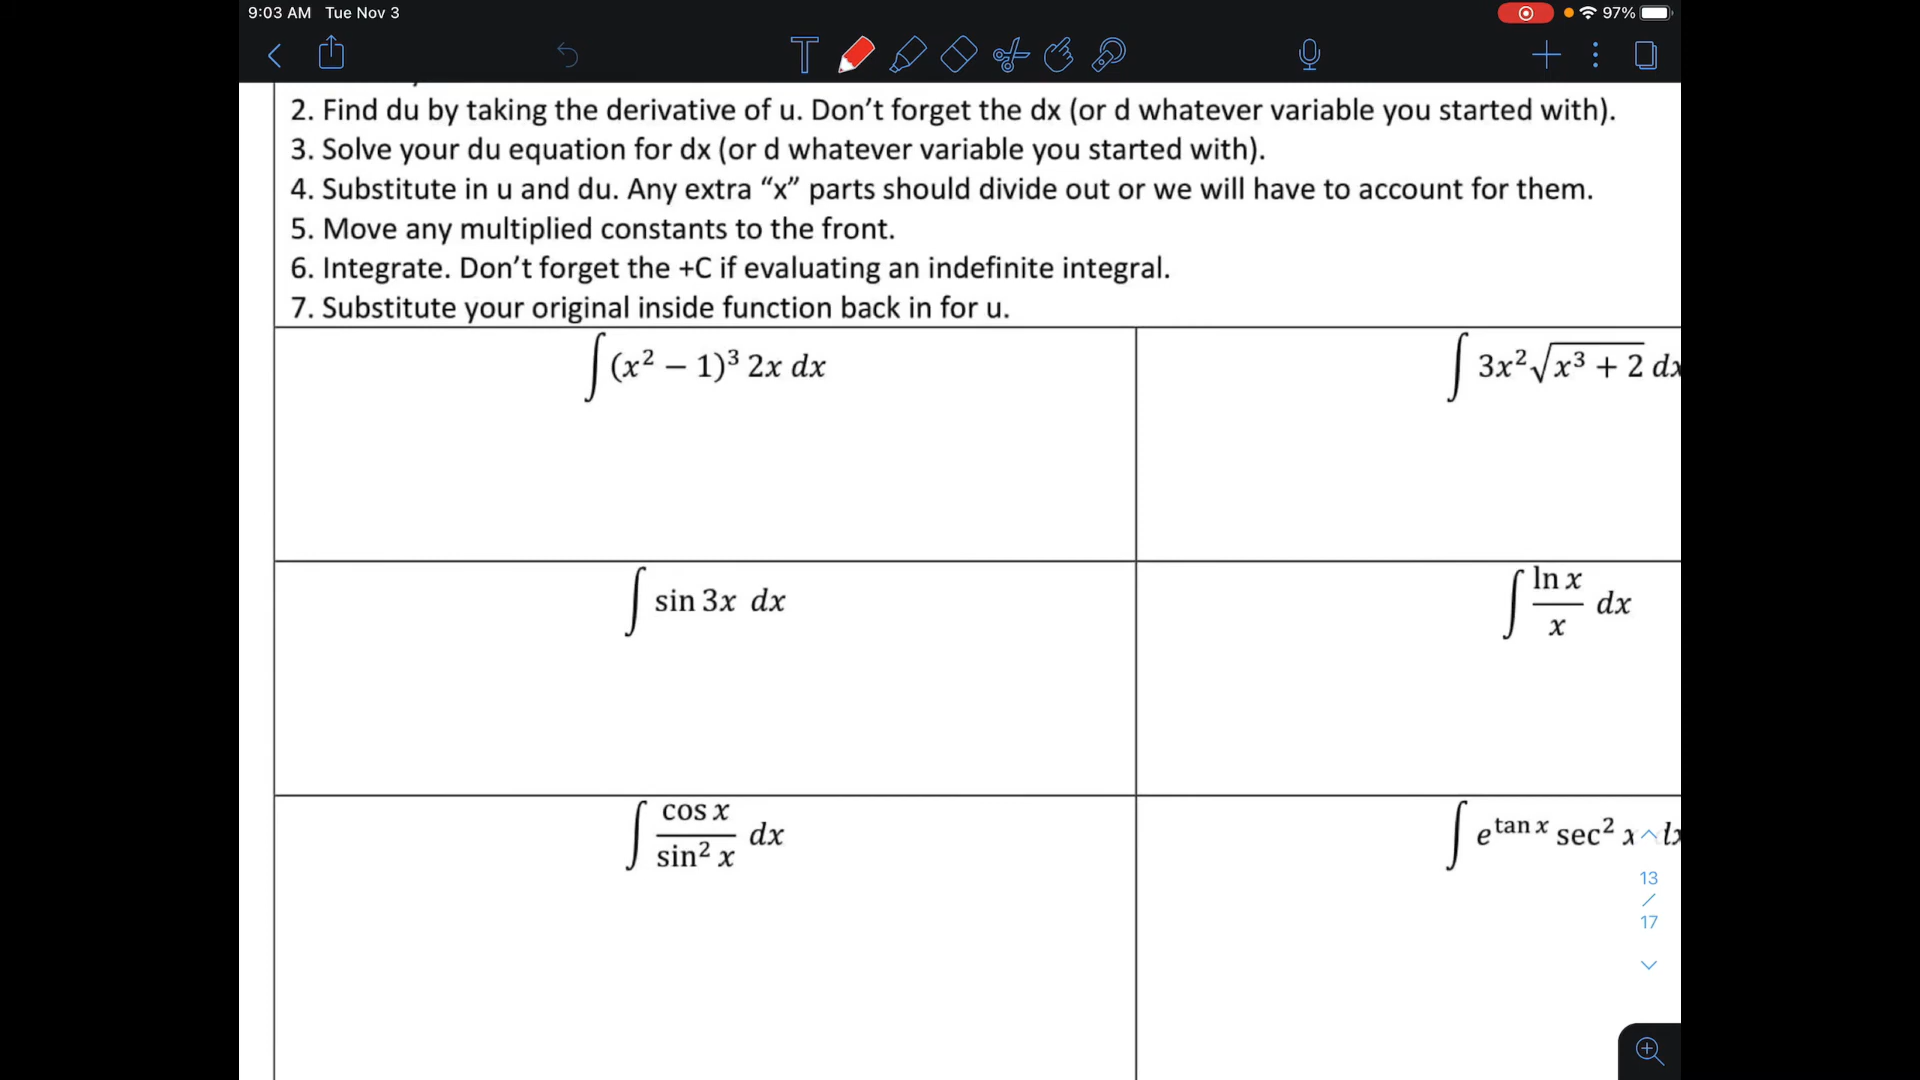 9:03 AM Tue Nov 3
97%
2. Find du by taking the derivative of u. Don’t forget the dx (or d whatever variable you started with).
3. Solve your du equation for dx (or d whatever variable you started with).
4. Substitute in u and du. Any extra “x” parts should divide out or we will have to account for them.
5. Move any multiplied constants to the front.
6. Integrate. Don’t forget the +C if evaluating an indefinite integral.
7. Substitute your original inside function back in for u.
∫(x² − 1)³ 2x dx
∫ 3x²√(x³ + 2) dx
∫ sin 3x dx
∫ ln x / x dx
∫ cos x / sin² x dx
∫ e^(tan x) sec² x dx
13
/
17